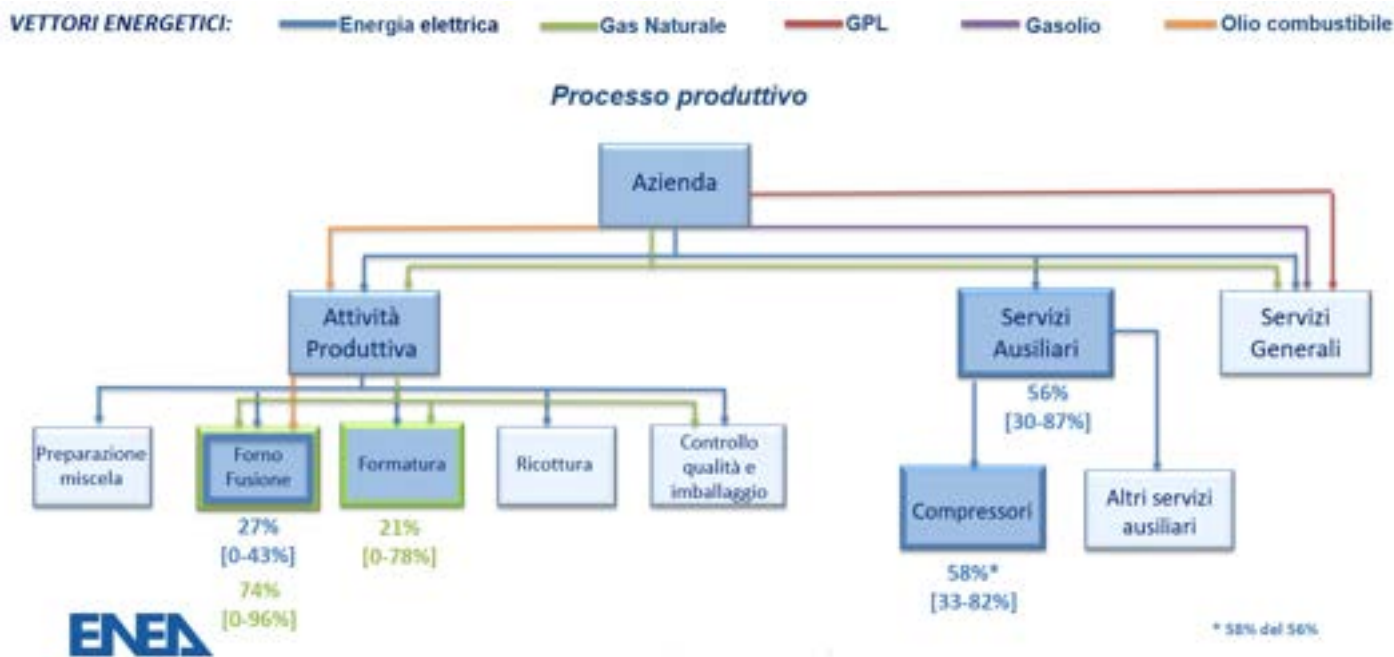 VETTORI ENERGETICI:
Energia elettrica
Gas Naturale
GPL
Gasolio
Olio combustibile
Processo produttivo
Azienda
Attività
Produttiva
Servizi
Ausiliari
Servizi
Generali
56%
[30-87%]
Preparazione
miscela
Forno
Fusione
Formatura
Ricottura
Controllo
qualità e
imballaggio
Compressori
Altri servizi
ausiliari
27%
[0-43%]
21%
[0-78%]
74%
[0-96%]
58%*
[33-82%]
ENEA
* 58% del 56%